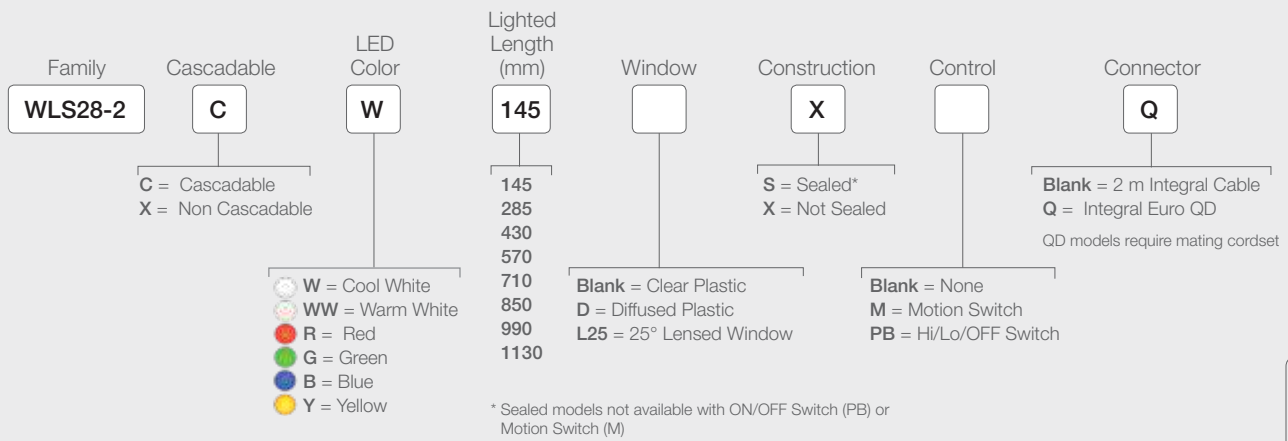 Family
Cascadable
LED
Color
Lighted
Length
(mm)
Window
Construction
Control
Connector
WLS28-2
C
W
145
X
Q
C = Cascadable
X = Non Cascadable
W = Cool White
WW = Warm White
R = Red
G = Green
B = Blue
Y = Yellow
145
285
430
570
710
850
990
1130
Blank = Clear Plastic
D = Diffused Plastic
L25 = 25° Lensed Window
S = Sealed*
X = Not Sealed
Blank = None
M = Motion Switch
PB = Hi/Lo/OFF Switch
Blank = 2 m Integral Cable
Q = Integral Euro QD
QD models require mating cordset
* Sealed models not available with ON/OFF Switch (PB) or
Motion Switch (M)